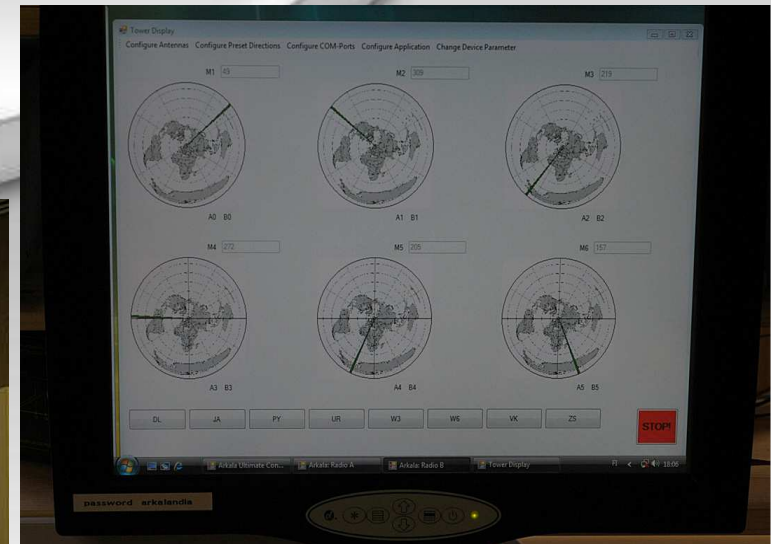 Tower Display
Configure Antennas Configure Preset Directions Configure COM-Ports Configure Application Change Device Parameter
M1 49 M2 309 M3 219
A0 B0 A1 B1 A2 B2
M4 270 M5 205 M6 157
A3 B3 A4 B4 A5 B5
DL JA PY UR W3 W6 VK ZS STOP!
Arkala Ultimate Con... Arkala: Radio A Arkala: Radio B Tower Display FI 18:06
password arkalandia